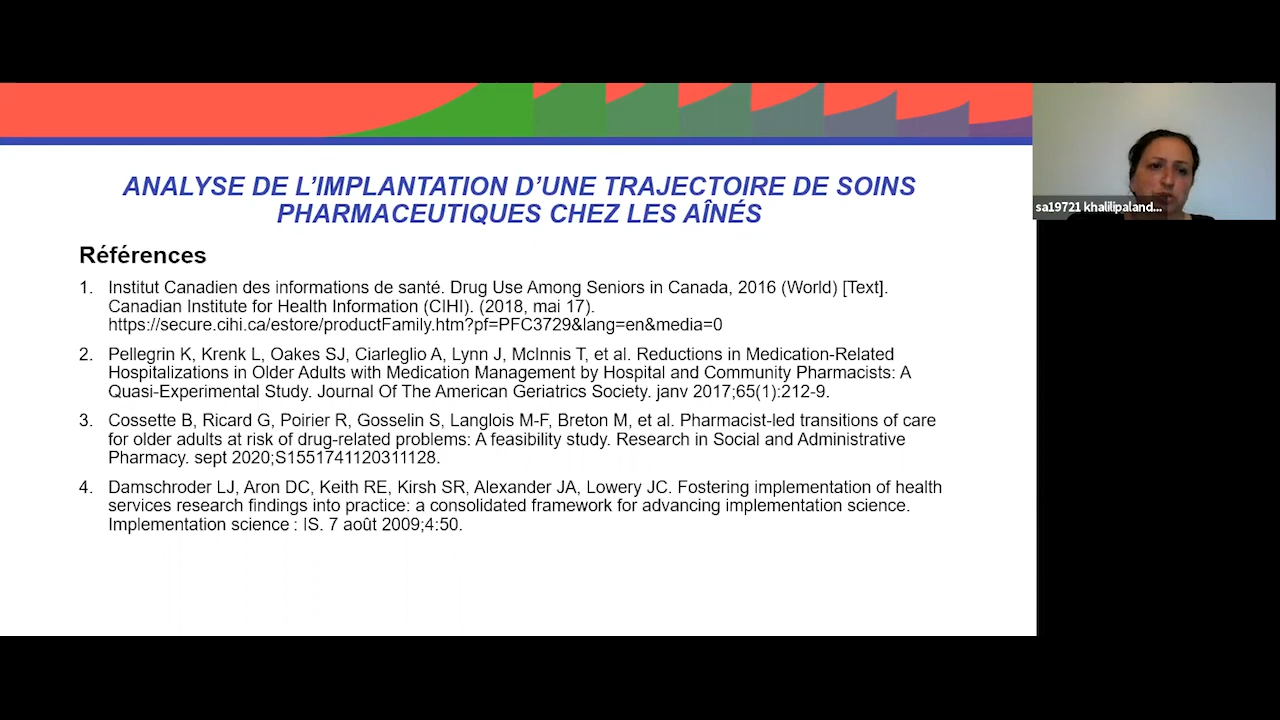 ANALYSE DE L’IMPLANTATION D’UNE TRAJECTOIRE DE SOINS
PHARMACEUTIQUES CHEZ LES AÎNÉS
sa19721 khalilipaland...
Références
1. Institut Canadien des informations de santé. Drug Use Among Seniors in Canada, 2016 (World) [Text].
Canadian Institute for Health Information (CIHI). (2018, mai 17).
https://secure.cihi.ca/estore/productFamily.htm?pf=PFC3729&lang=en&media=0
2. Pellegrin K, Krenk L, Oakes SJ, Ciarleglio A, Lynn J, McInnis T, et al. Reductions in Medication-Related
Hospitalizations in Older Adults with Medication Management by Hospital and Community Pharmacists: A
Quasi-Experimental Study. Journal Of The American Geriatrics Society. janv 2017;65(1):212-9.
3. Cossette B, Ricard G, Poirier R, Gosselin S, Langlois M-F, Breton M, et al. Pharmacist-led transitions of care
for older adults at risk of drug-related problems: A feasibility study. Research in Social and Administrative
Pharmacy. sept 2020;S1551741120311128.
4. Damschroder LJ, Aron DC, Keith RE, Kirsh SR, Alexander JA, Lowery JC. Fostering implementation of health
services research findings into practice: a consolidated framework for advancing implementation science.
Implementation science : IS. 7 août 2009;4:50.